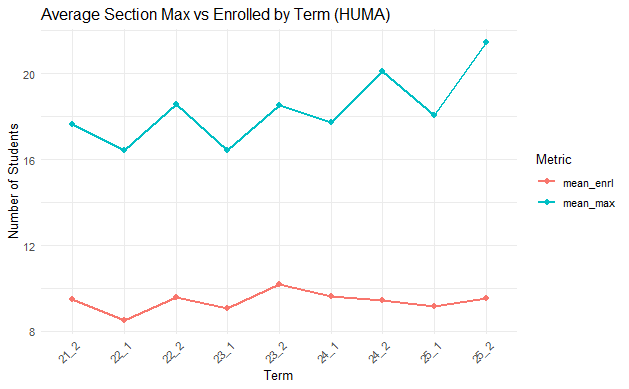 Average Section Max vs Enrolled by Term (HUMA)
20
16
12
8
Number of Students
21_2
22_1
22_2
23_1
23_2
24_1
24_2
25_1
25_2
Term
Metric
mean_enrl
mean_max